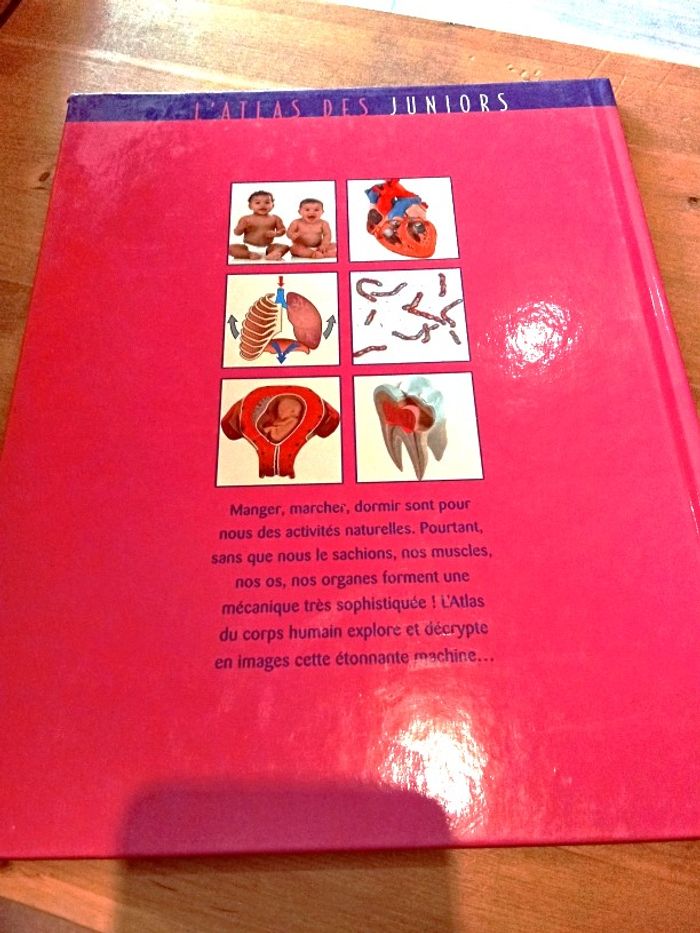 L'ATLAS DES JUNIORS
Manger, marcher, dormir sont pour
nous des activités naturelles. Pourtant,
sans que nous le sachions, nos muscles,
nos os, nos organes forment une
mécanique très sophistiquée ! L'Atlas
du corps humain explore et décrypte
en images cette étonnante machine...